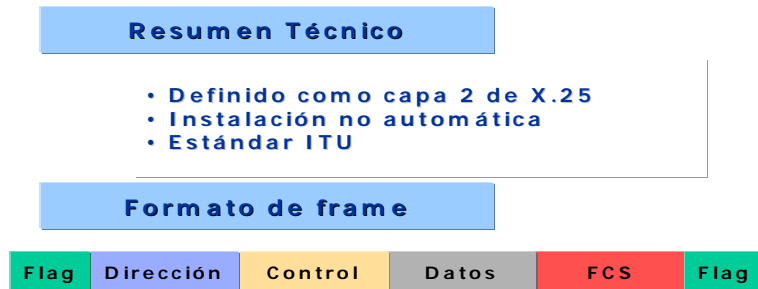 Resumen Técnico
• Definido como capa 2 de X.25
• Instalación no automática
• Estándar ITU
Formato de frame
Flag Dirección Control Datos FCS Flag